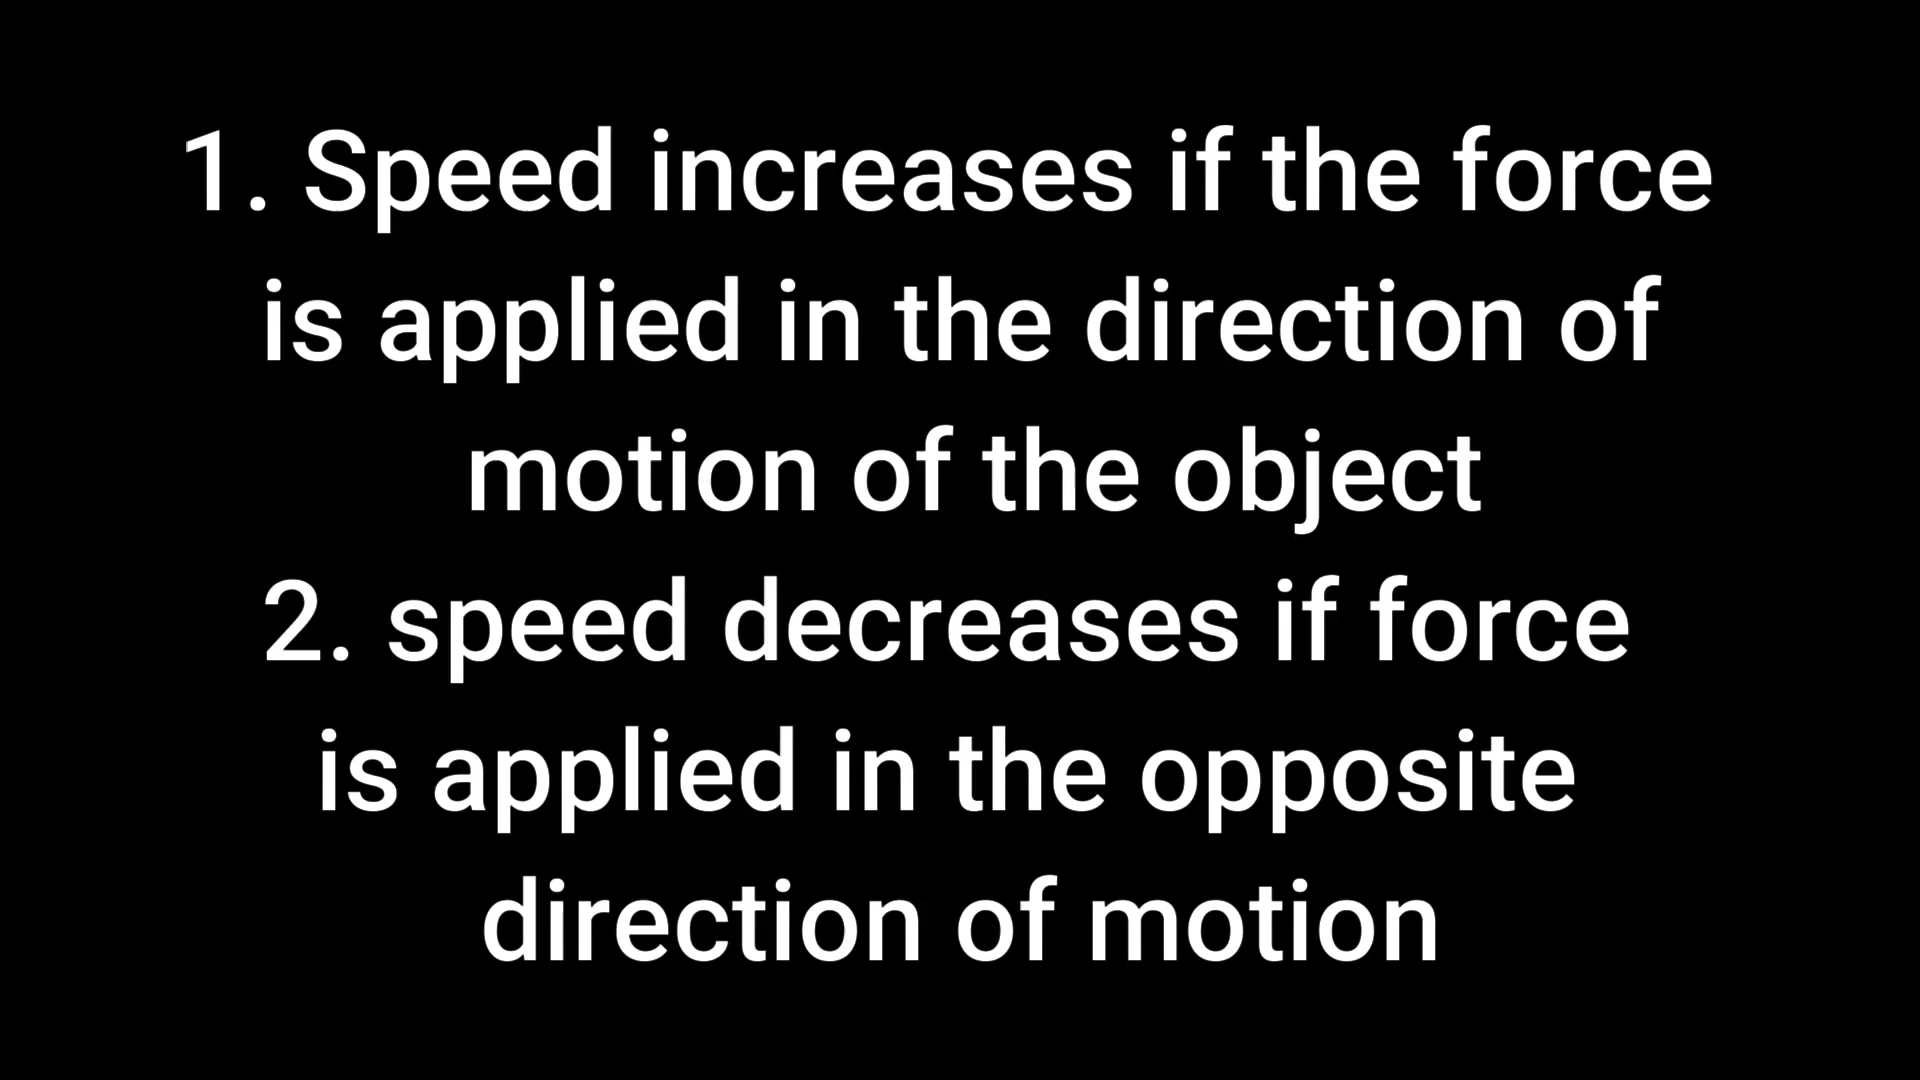 1. Speed increases if the force
is applied in the direction of
motion of the object
2. speed decreases if force
is applied in the opposite
direction of motion